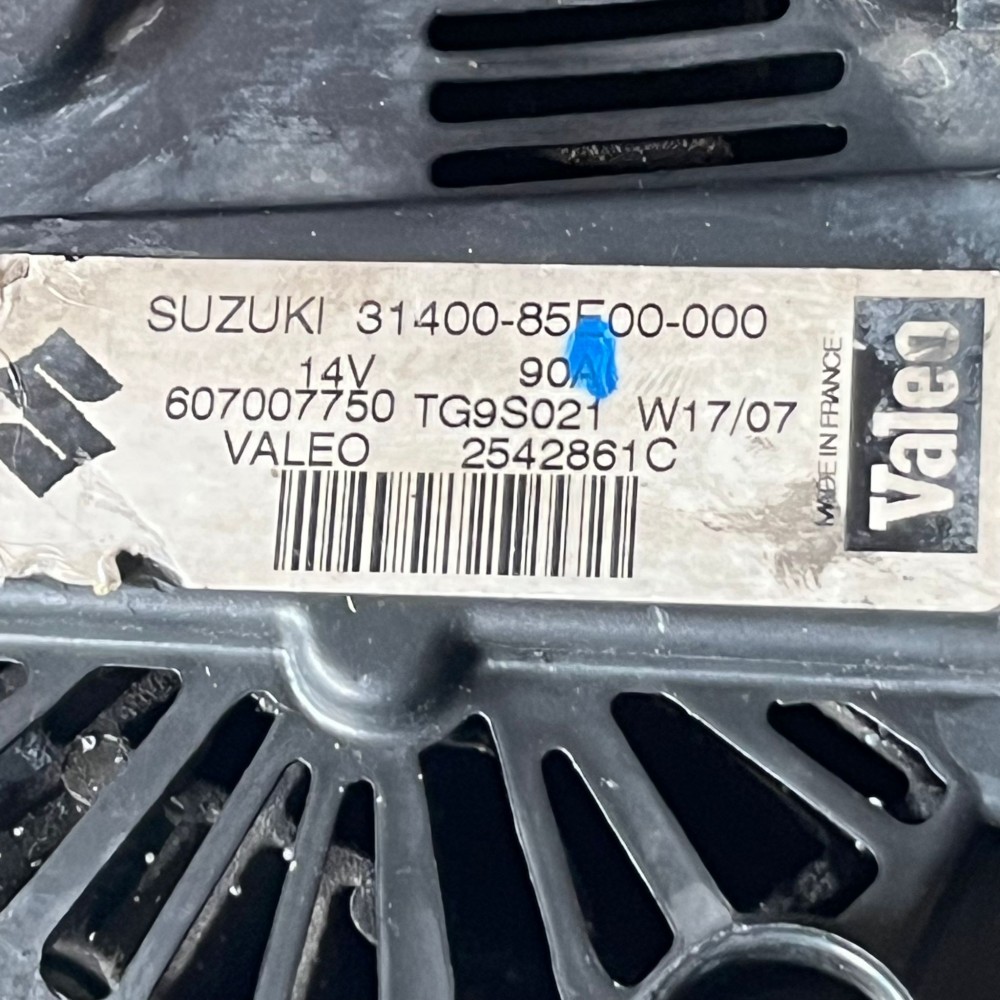 SUZUKI 31400-85E00-000
14V 90A
607007750 TG9S021 W17/07
VALEO 2542861C
MADE IN FRANCE
Valeo